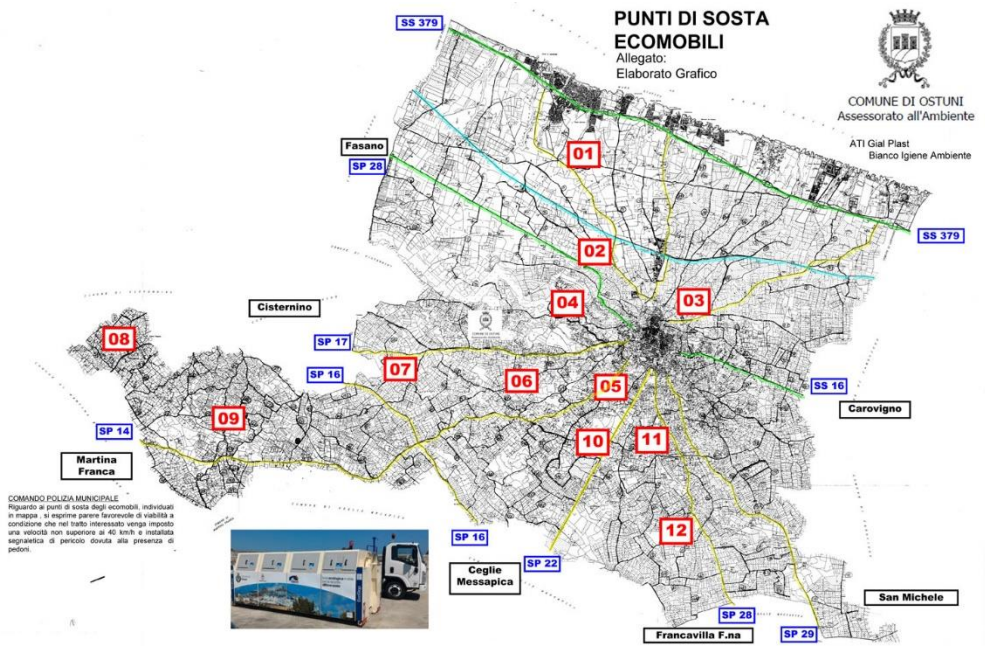 PUNTI DI SOSTA
ECOMOBILI
Allegato:
Elaborato Grafico
COMUNE DI OSTUNI
Assessorato all'Ambiente
ATI Gial Plast
Bianco Igiene Ambiente
SS 379
Fasano
SP 28
01
SS 379
02
03
04
Cisternino
08
SP 17
07
SP 16
06
05
SS 16
Carovigno
09
SP 14
10
11
Martina
Franca
COMANDO POLIZIA MUNICIPALE
Riguardo ai punti di sosta degli ecomobili, individuati
in mappa , si esprime parere favorevole di viabilità a
condizione che nel tratto interessato venga imposto
una velocità non superiore ai 40 km/h e installata
segnaletica di pericolo dovuta alla presenza di
pedoni.
12
SP 16
SP 22
Ceglie
Messapica
San Michele
SP 28
Francavilla F.na
SP 29